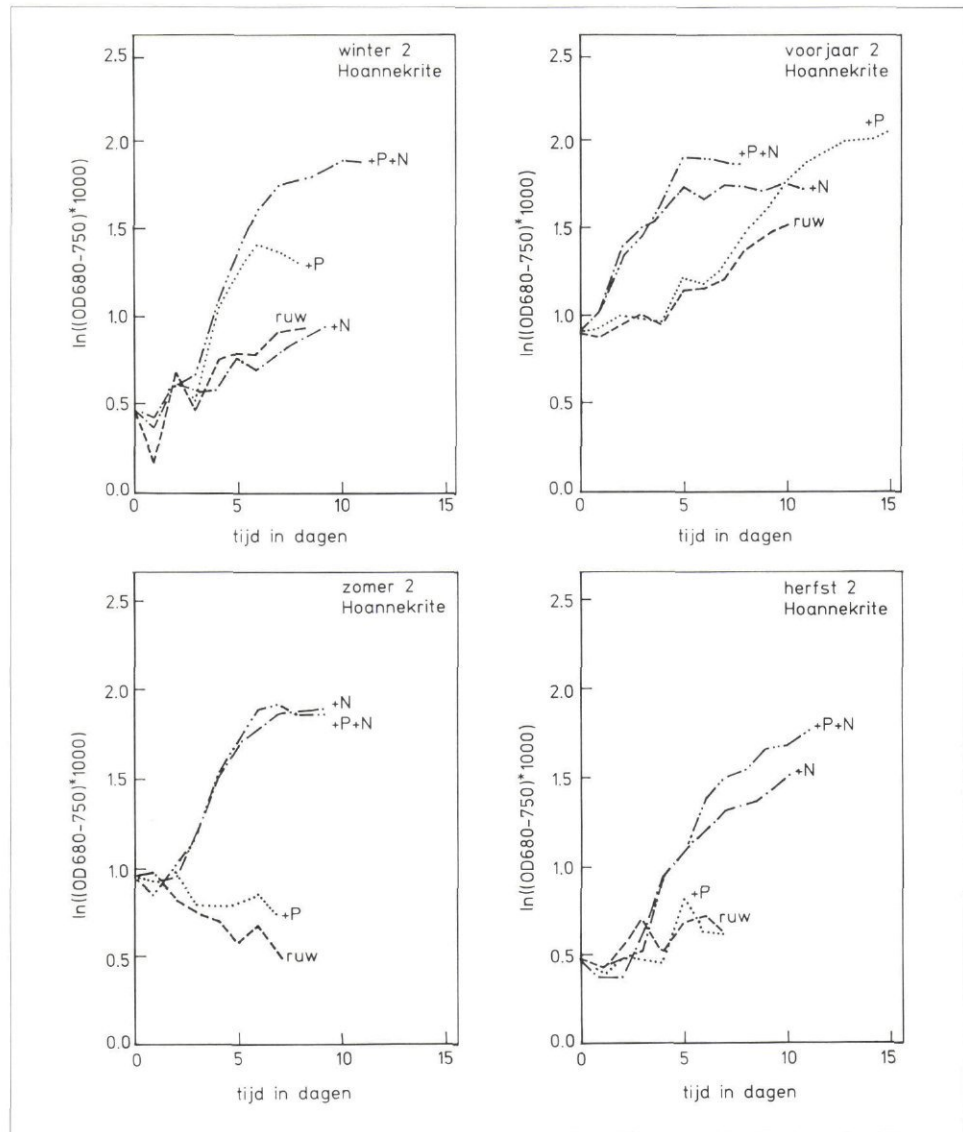 winter 2
Hoannekrite
ln((OD680-750)*1000)
2.5
2.0
1.5
1.0
0.5
0.0
+P+N
+P
ruw
+N
0
5
10
15
tijd in dagen
voorjaar 2
Hoannekrite
ln((OD680-750)*1000)
2.5
2.0
1.5
1.0
0.5
0.0
+P
+P+N
+N
ruw
0
5
10
15
tijd in dagen
zomer 2
Hoannekrite
ln((OD680-750)*1000)
2.5
2.0
1.5
1.0
0.5
0.0
+N
+P+N
+P
ruw
0
5
10
15
tijd in dagen
herfst 2
Hoannekrite
ln((OD680-750)*1000)
2.5
2.0
1.5
1.0
0.5
0.0
+P+N
+N
+P
ruw
0
5
10
15
tijd in dagen